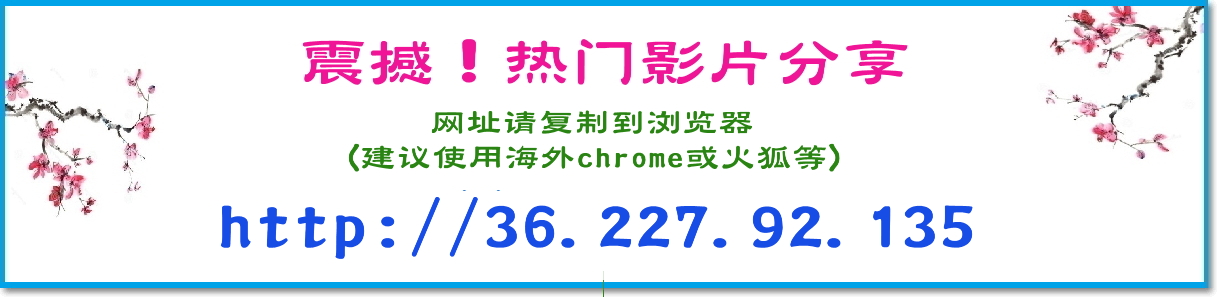 震撼！热门影片分享
网址请复制到浏览器
(建议使用海外chrome或火狐等)
http://36.227.92.135